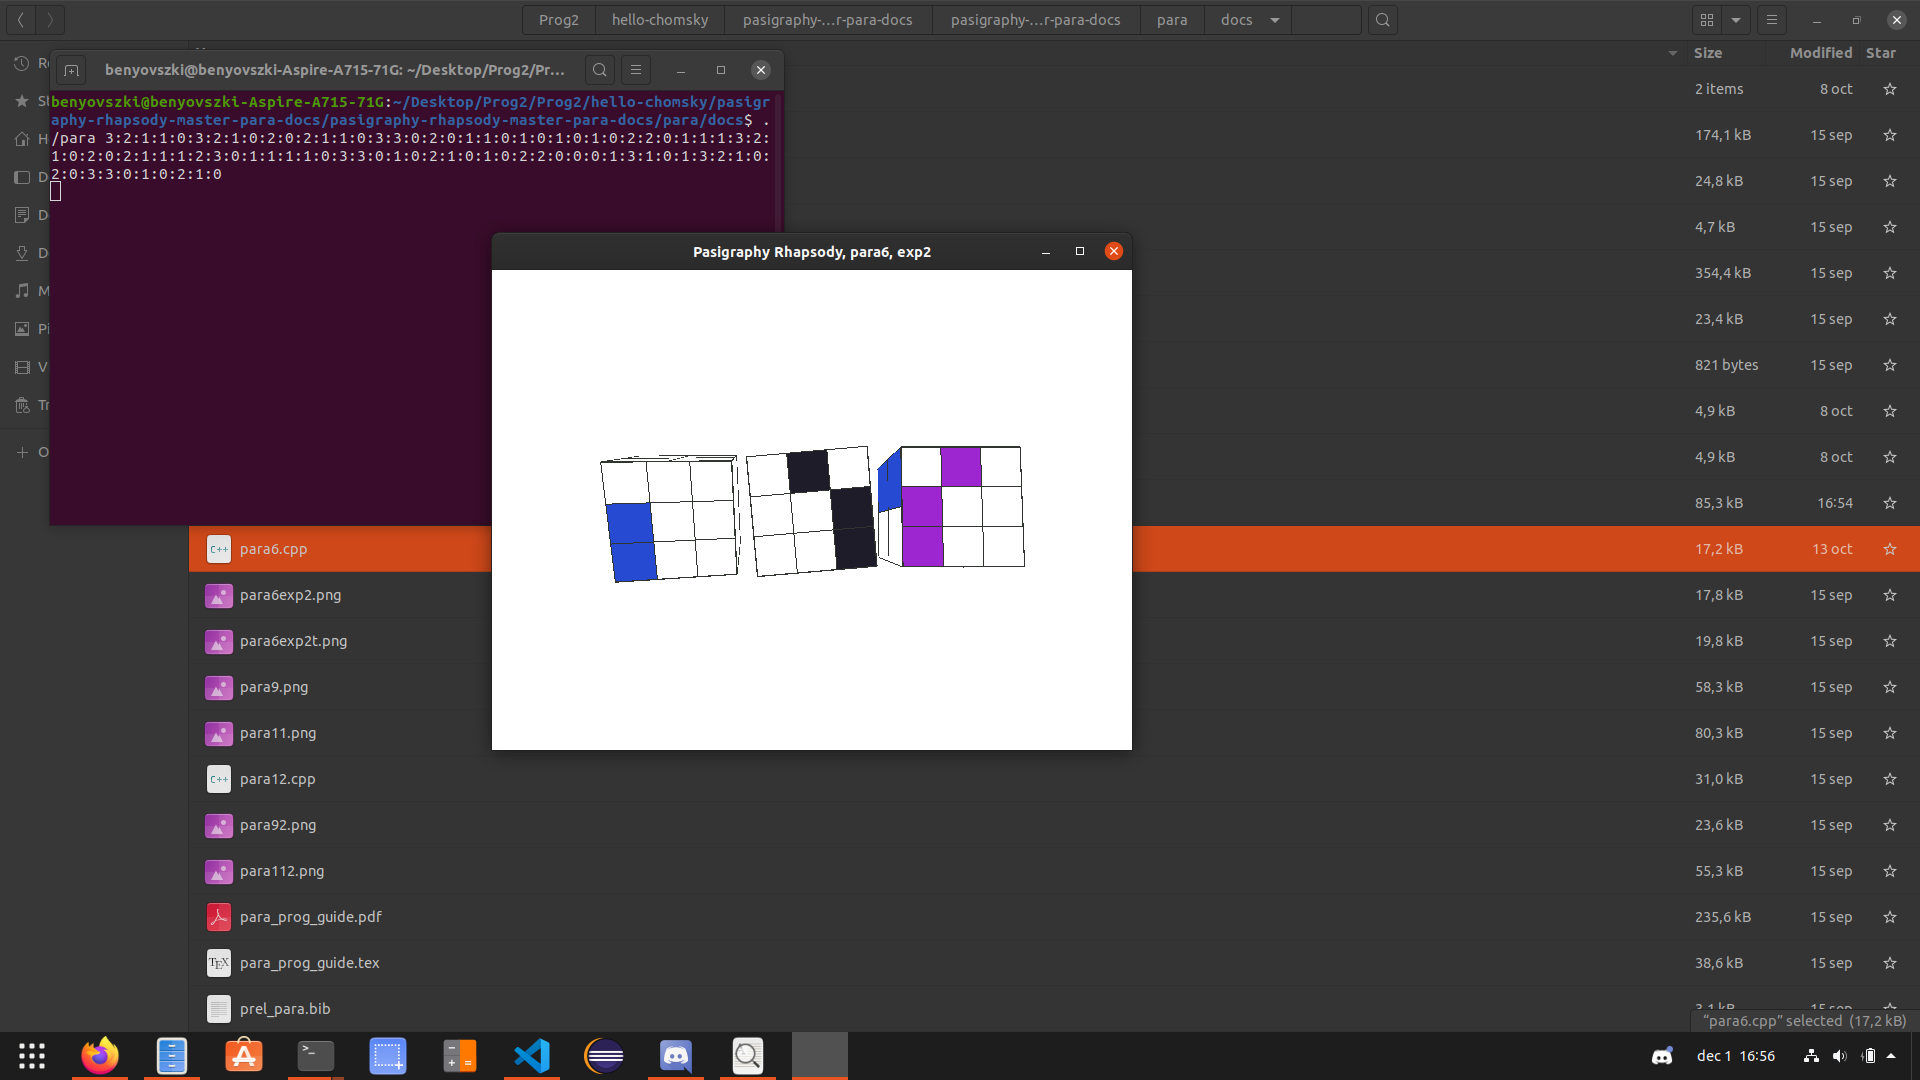 Prog2 hello-chomsky pasigraphy-...r-para-docs pasigraphy-...r-para-docs para docs
Size Modified Star
benyovszki@benyovszki-Aspire-A715-71G: ~/Desktop/Prog2/Pr...
benyovszki@benyovszki-Aspire-A715-71G:~/Desktop/Prog2/Prog2/hello-chomsky/pasigr
aphy-rhapsody-master-para-docs/pasigraphy-rhapsody-master-para-docs/para/docs$ .
/para 3:2:1:1:0:3:2:1:0:2:0:2:1:1:0:3:3:0:2:0:1:1:0:1:0:1:0:1:0:2:2:0:1:1:1:3:2:
1:0:2:0:2:1:1:1:2:3:0:1:1:1:1:0:3:3:0:1:0:2:1:0:1:0:2:2:0:0:0:1:3:1:0:1:3:2:1:0:
2:0:3:3:0:1:0:2:1:0
Pasigraphy Rhapsody, para6, exp2
2 items 8 oct
174,1 kB 15 sep
24,8 kB 15 sep
4,7 kB 15 sep
354,4 kB 15 sep
23,4 kB 15 sep
821 bytes 15 sep
4,9 kB 8 oct
4,9 kB 8 oct
85,3 kB 16:54
para6.cpp 17,2 kB 13 oct
para6exp2.png 17,8 kB 15 sep
para6exp2t.png 19,8 kB 15 sep
para9.png 58,3 kB 15 sep
para11.png 80,3 kB 15 sep
para12.cpp 31,0 kB 15 sep
para92.png 23,6 kB 15 sep
para112.png 55,3 kB 15 sep
para_prog_guide.pdf 235,6 kB 15 sep
para_prog_guide.tex 38,6 kB 15 sep
prel_para.bib 3,1 kB 15 sep
"para6.cpp" selected (17,2 kB)
dec 1 16:56